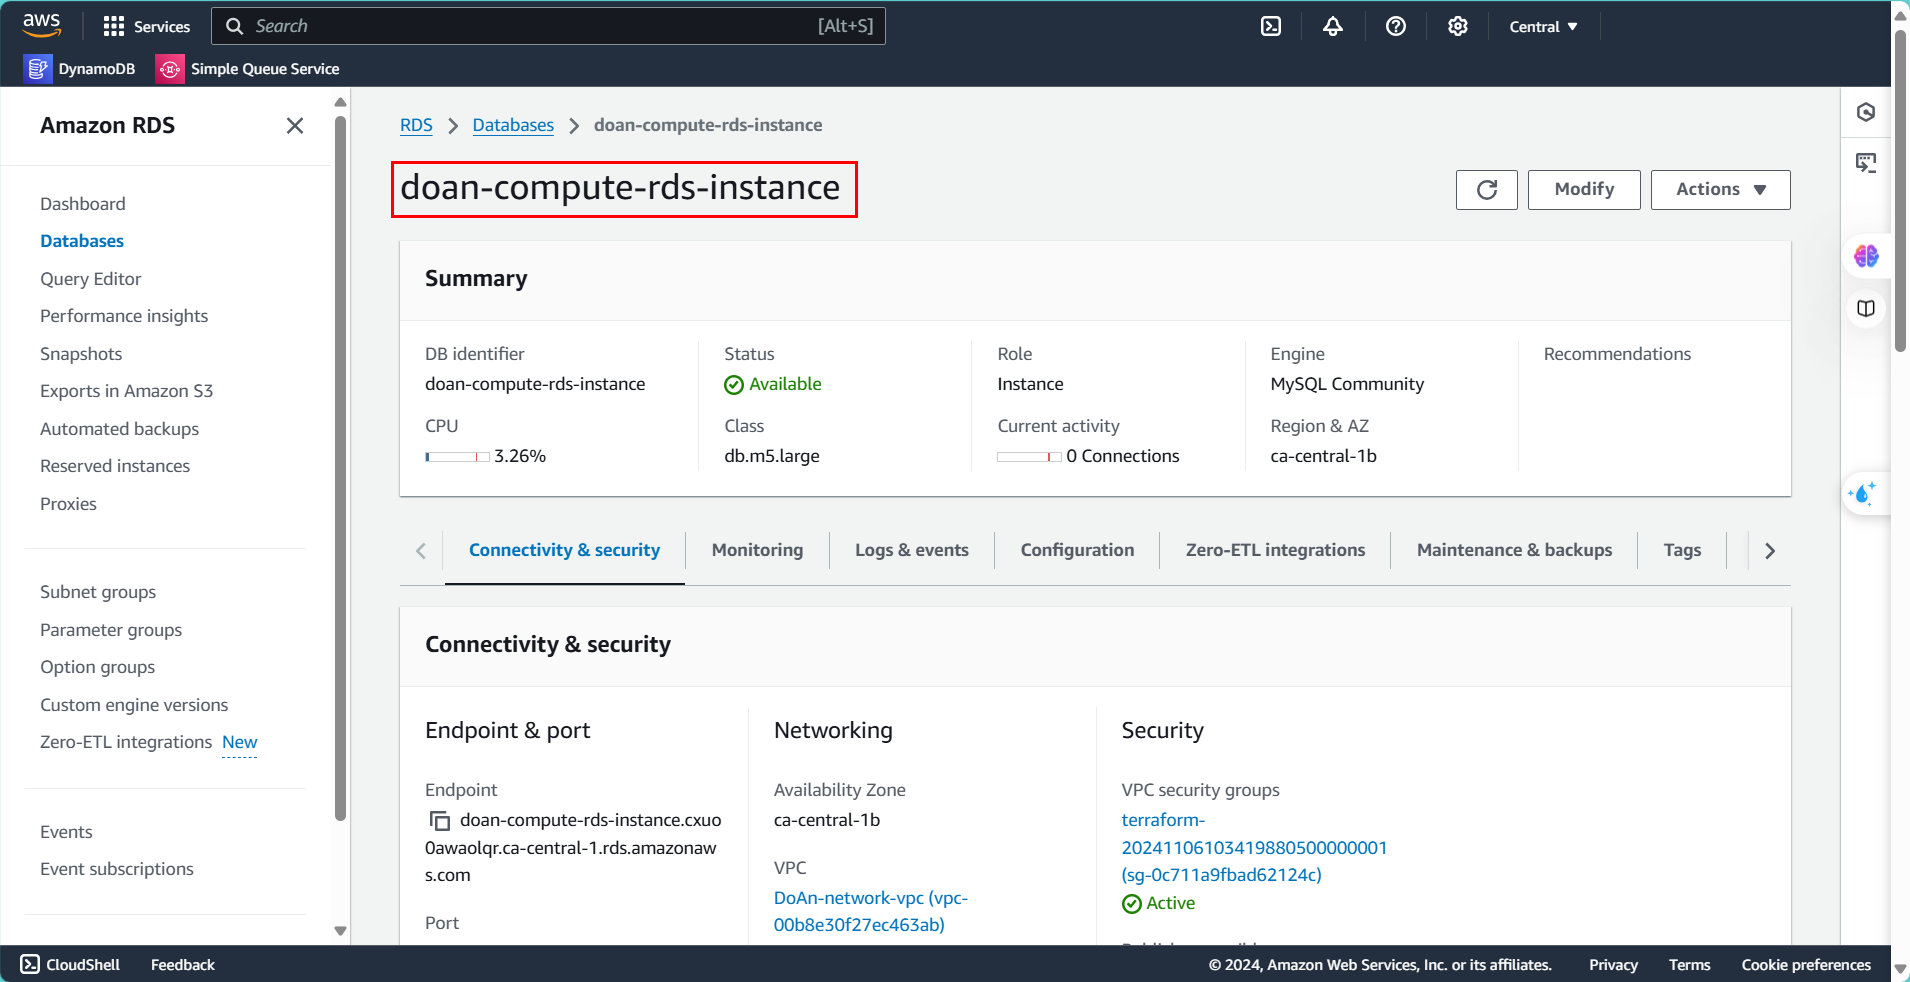 aws
Services
Search
[Alt+S]
Central
DynamoDB
Simple Queue Service
Amazon RDS
Dashboard
Databases
Query Editor
Performance insights
Snapshots
Exports in Amazon S3
Automated backups
Reserved instances
Proxies
Subnet groups
Parameter groups
Option groups
Custom engine versions
Zero-ETL integrations New
Events
Event subscriptions
RDS
Databases
doan-compute-rds-instance
doan-compute-rds-instance
Modify
Actions
Summary
DB identifier
doan-compute-rds-instance
Status
Available
Role
Instance
Engine
MySQL Community
Recommendations
CPU
3.26%
Class
db.m5.large
Current activity
0 Connections
Region & AZ
ca-central-1b
Connectivity & security
Monitoring
Logs & events
Configuration
Zero-ETL integrations
Maintenance & backups
Tags
Connectivity & security
Endpoint & port
Endpoint
doan-compute-rds-instance.cxuo
0awaolqr.ca-central-1.rds.amazonaw
s.com
Port
Networking
Availability Zone
ca-central-1b
VPC
DoAn-network-vpc (vpc-
00b8e30f27ec463ab)
Security
VPC security groups
terraform-
20241106103419880500000001
(sg-0c711a9fbad62124c)
Active
CloudShell
Feedback
© 2024, Amazon Web Services, Inc. or its affiliates.
Privacy
Terms
Cookie preferences